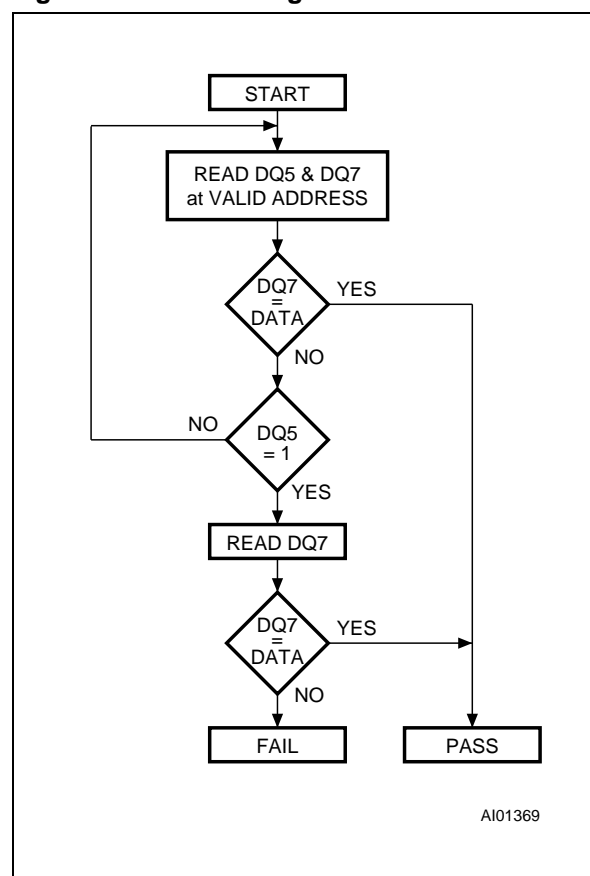 START
READ DQ5 & DQ7
at VALID ADDRESS
DQ7
=
DATA
YES
NO
DQ5
= 1
NO
YES
READ DQ7
DQ7
=
DATA
YES
NO
FAIL
PASS
AI01369